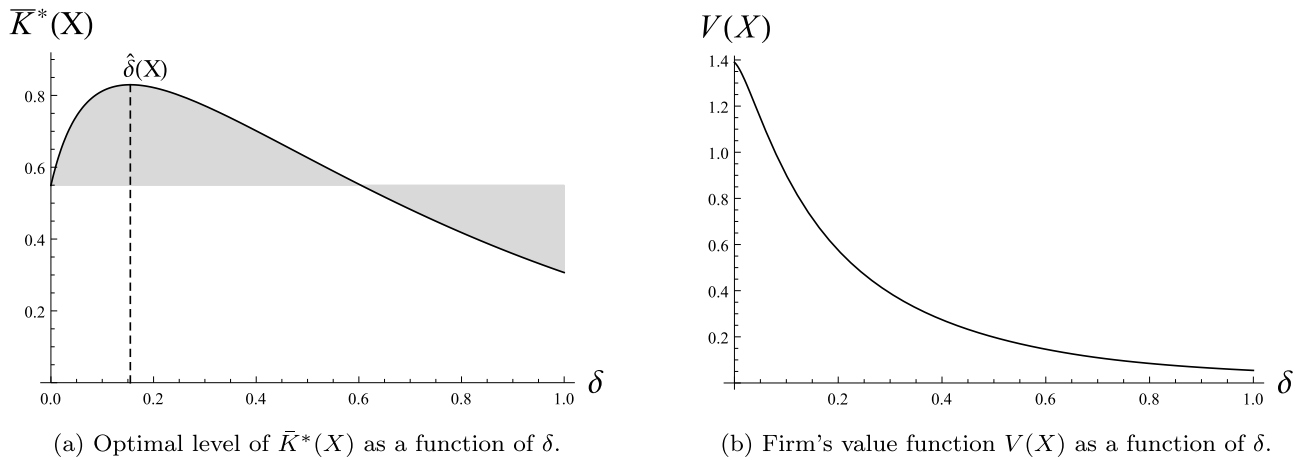 K̄*(X)
δ̂(X)
0.8
0.6
0.4
0.2
0.0 0.2 0.4 0.6 0.8 1.0
δ
(a) Optimal level of K̄*(X) as a function of δ.
V(X)
1.4
1.2
1.0
0.8
0.6
0.4
0.2
0.2 0.4 0.6 0.8 1.0
δ
(b) Firm's value function V(X) as a function of δ.